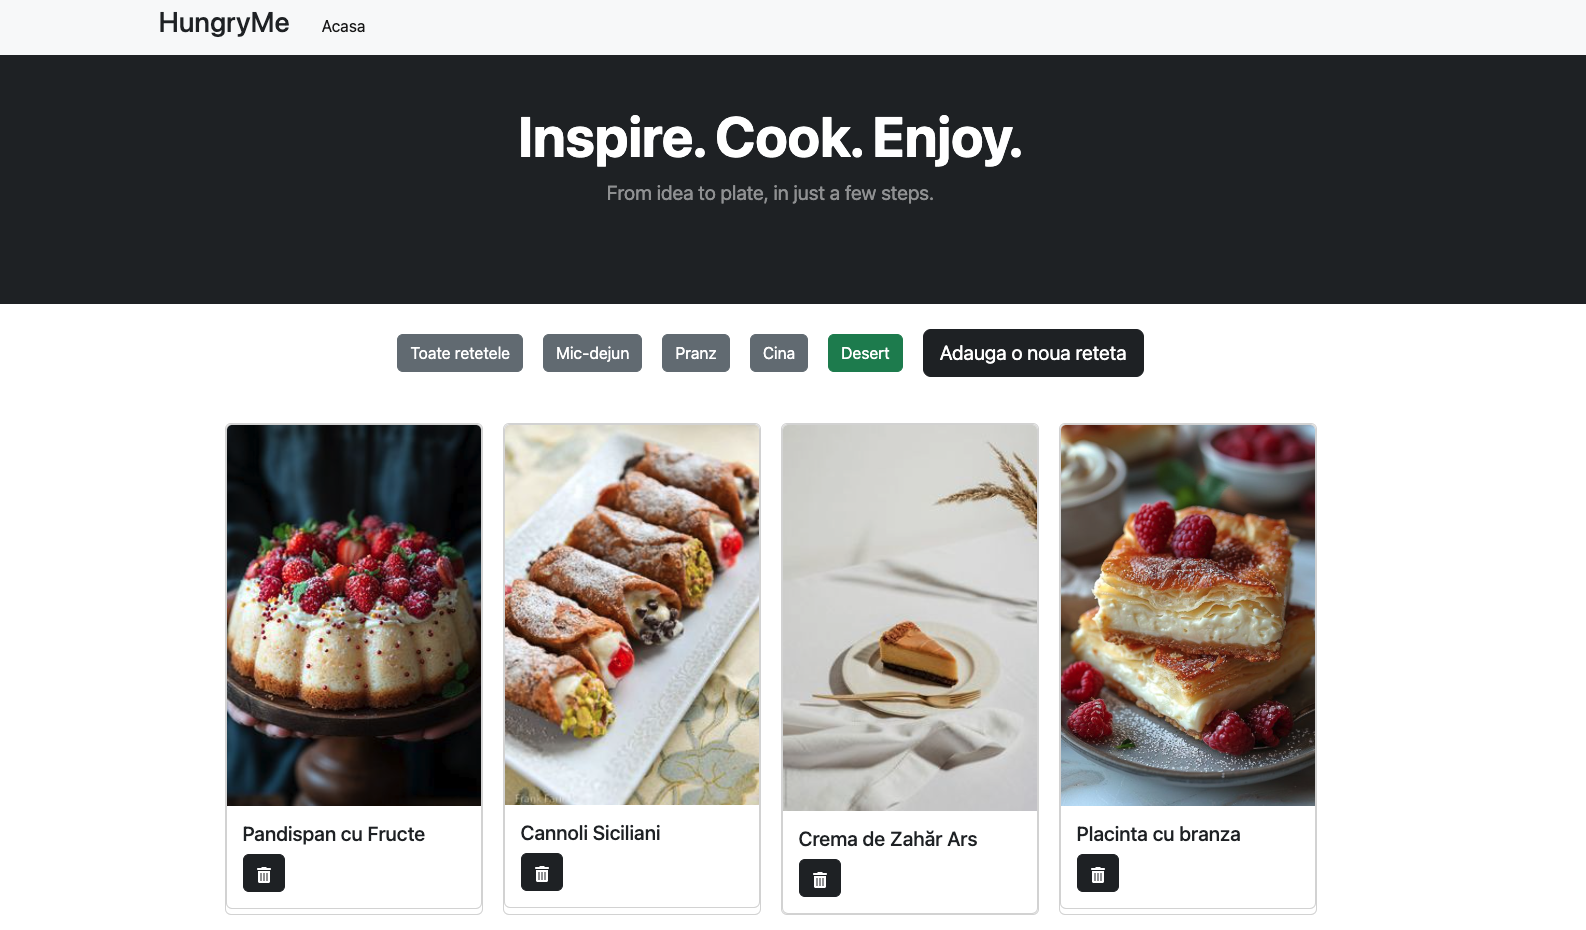 HungryMe Acasa
Inspire. Cook. Enjoy.
From idea to plate, in just a few steps.
Toate retetele Mic-dejun Pranz Cina Desert Adauga o noua reteta
Pandispan cu Fructe
Cannoli Siciliani
Crema de Zahăr Ars
Placinta cu branza